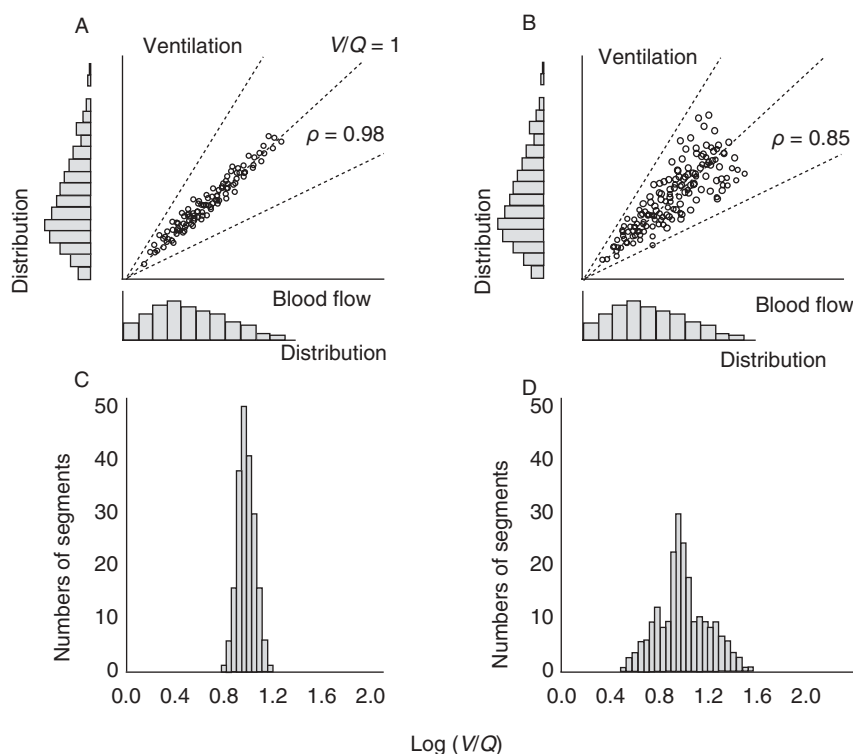 A
Ventilation
V/Q = 1
ρ = 0.98
Distribution
Blood flow
Distribution
B
Ventilation
ρ = 0.85
Distribution
Blood flow
Distribution
C
50
40
30
20
10
0
Numbers of segments
0.0 0.4 0.8 1.2 1.6 2.0
D
50
40
30
20
10
0
Numbers of segments
0.0 0.4 0.8 1.2 1.6 2.0
Log (V/Q)